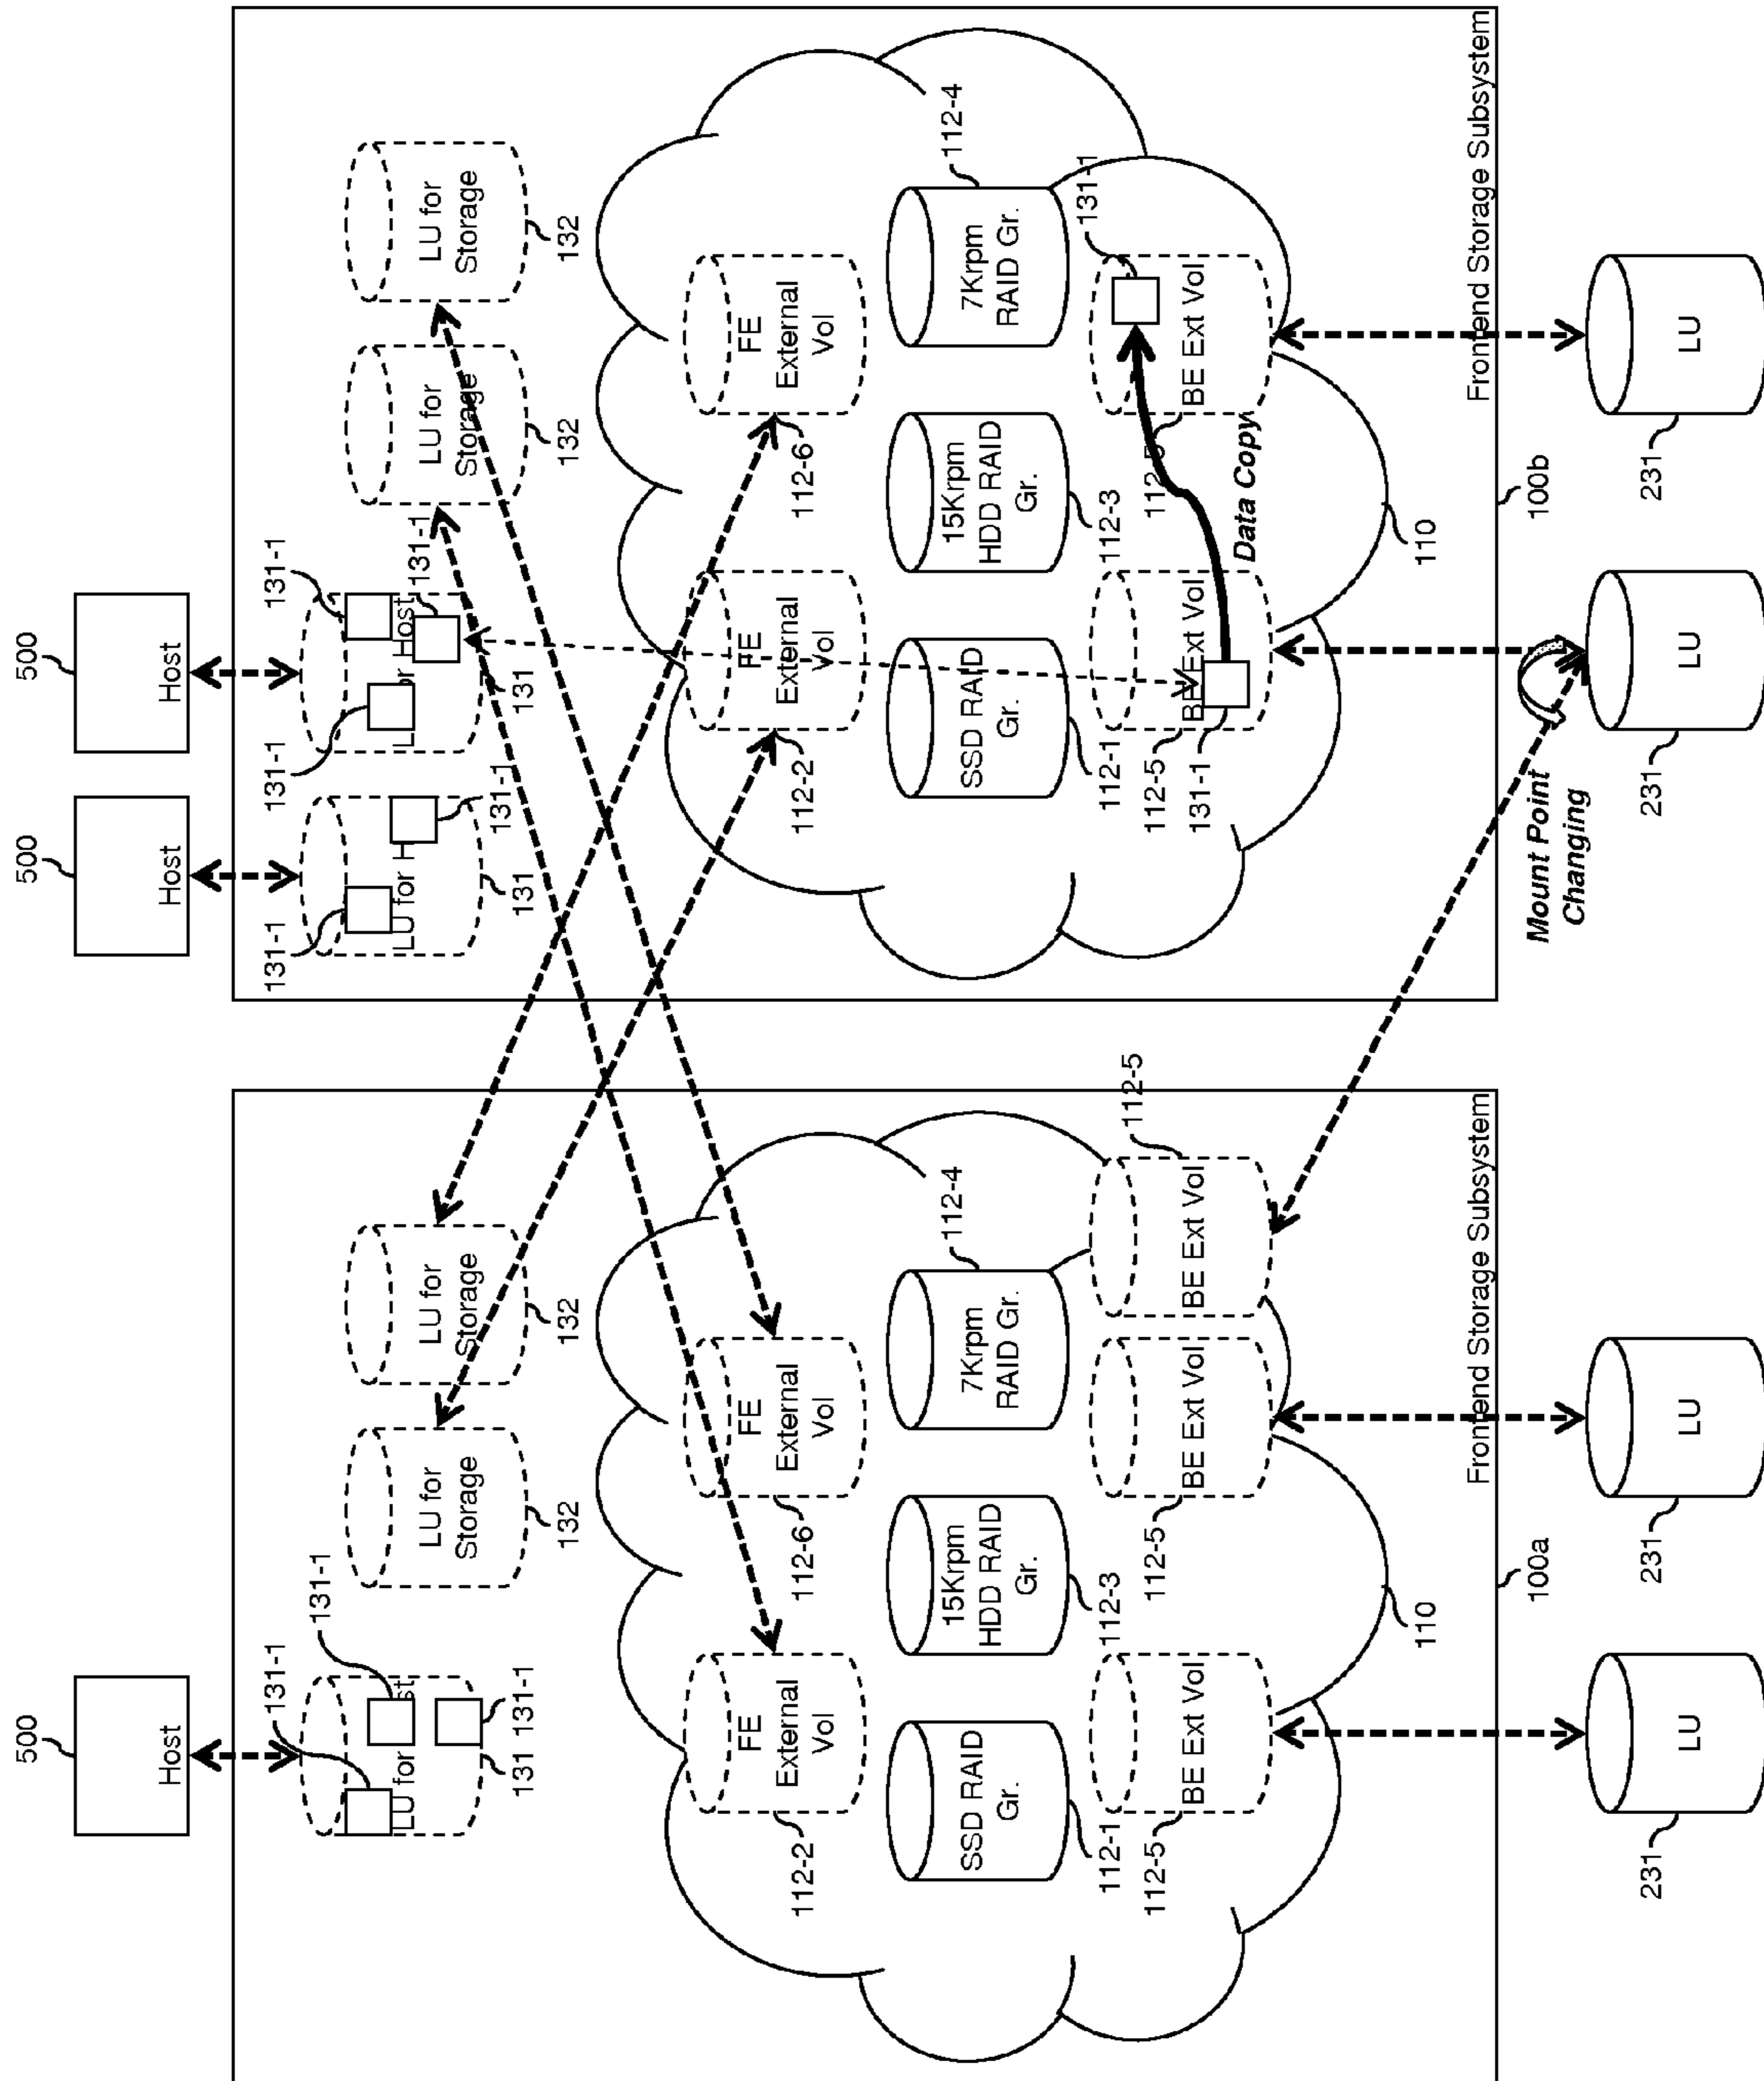 500
Host
131-1
131-1
LU for
st
131
131-1
LU for
Storage
132
LU for
Storage
132
FE
External
Vol
112-2
FE
External
Vol
112-6
SSD RAID
Gr.
112-1
15Krpm
HDD RAID
Gr.
112-3
7Krpm
RAID Gr.
112-4
BE Ext Vol
112-5
BE Ext Vol
112-5
BE Ext Vol
112-5
110
Frontend Storage Subsystem
100a
LU
231
LU
231
500
Host
500
Host
131-1
LU for H
131
131-1
131-1
131-1
or Host
131
131-1
LU for
Storage
132
LU for
Storage
132
FE
External
Vol
112-2
FE
External
Vol
112-6
SSD RAID
Gr.
112-1
15Krpm
HDD RAID
Gr.
112-3
7Krpm
RAID Gr.
112-4
BE Ext Vol
112-5
131-1
BE Ext Vol
112-5
131-1
Data Copy
110
Frontend Storage Subsystem
100b
Mount Point
Changing
LU
231
LU
231